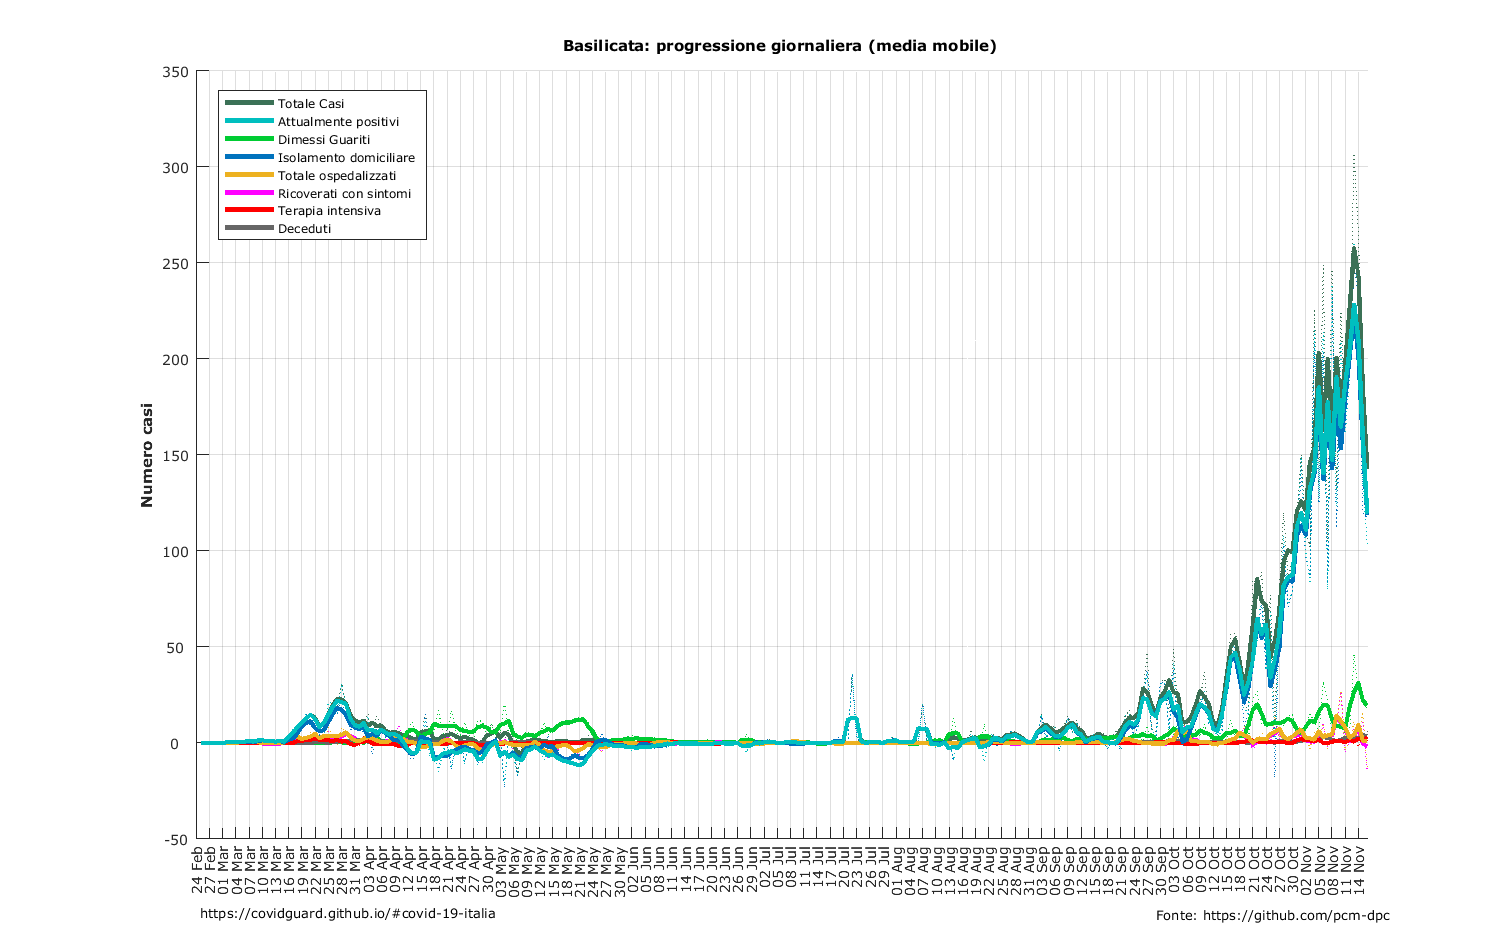 Basilicata: progressione giornaliera (media mobile)
350
300
250
200
150
100
50
0
-50
Numero casi
Totale Casi
Attualmente positivi
Dimessi Guariti
Isolamento domiciliare
Totale ospedalizzati
Ricoverati con sintomi
Terapia intensiva
Deceduti
24 Feb
27 Feb
01 Mar
04 Mar
07 Mar
10 Mar
13 Mar
16 Mar
19 Mar
22 Mar
25 Mar
28 Mar
31 Mar
03 Apr
06 Apr
09 Apr
12 Apr
15 Apr
18 Apr
21 Apr
24 Apr
27 Apr
30 Apr
03 May
06 May
09 May
12 May
15 May
18 May
21 May
24 May
27 May
30 May
02 Jun
05 Jun
08 Jun
11 Jun
14 Jun
17 Jun
20 Jun
23 Jun
26 Jun
29 Jun
02 Jul
05 Jul
08 Jul
11 Jul
14 Jul
17 Jul
20 Jul
23 Jul
26 Jul
29 Jul
01 Aug
04 Aug
07 Aug
10 Aug
13 Aug
16 Aug
19 Aug
22 Aug
25 Aug
28 Aug
31 Aug
03 Sep
06 Sep
09 Sep
12 Sep
15 Sep
18 Sep
21 Sep
24 Sep
27 Sep
30 Sep
03 Oct
06 Oct
09 Oct
12 Oct
15 Oct
18 Oct
21 Oct
24 Oct
27 Oct
30 Oct
02 Nov
05 Nov
08 Nov
11 Nov
14 Nov
https://covidguard.github.io/#covid-19-italia
Fonte: https://github.com/pcm-dpc